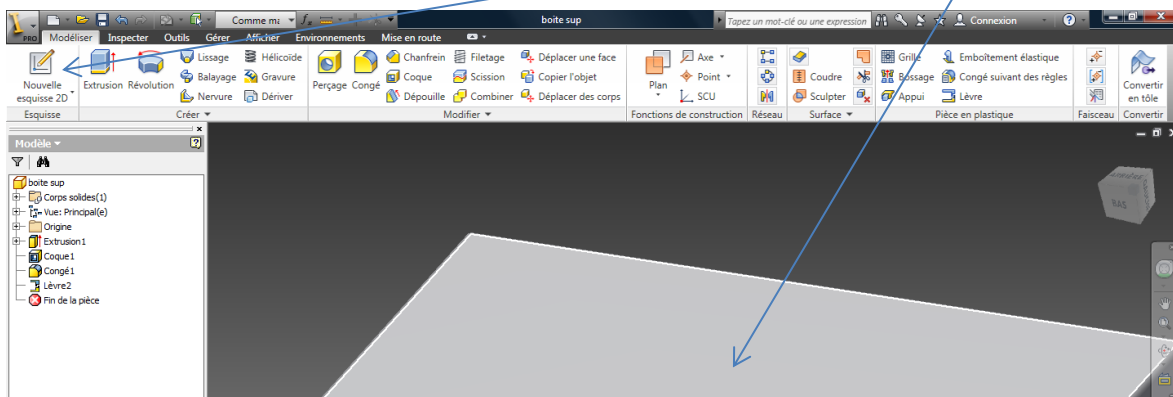 Comme ma boite sup Tapez un mot-clé ou une expression Connexion
PRO Modéliser Inspecter Outils Gérer Afficher Environnements Mise en route
Lissage Hélicoïde Chanfrein Filetage Déplacer une face Axe Grille Emboîtement élastique
Balayage Gravure Coque Scission Copier l'objet Point Coudre Bossage Congé suivant des règles
Nervure Dériver Dépouille Combiner Déplacer des corps SCU Sculpter Appui Lèvre
Nouvelle esquisse 2D Extrusion Révolution Perçage Congé Plan Convertir en tôle
Esquisse Créer Modifier Fonctions de construction Réseau Surface Pièce en plastique Faisceau Convertir
Modèle
boite sup
Corps solides(1)
Vue: Principal(e)
Origine
Extrusion1
Coque1
Congé1
Lèvre2
Fin de la pièce
BAS